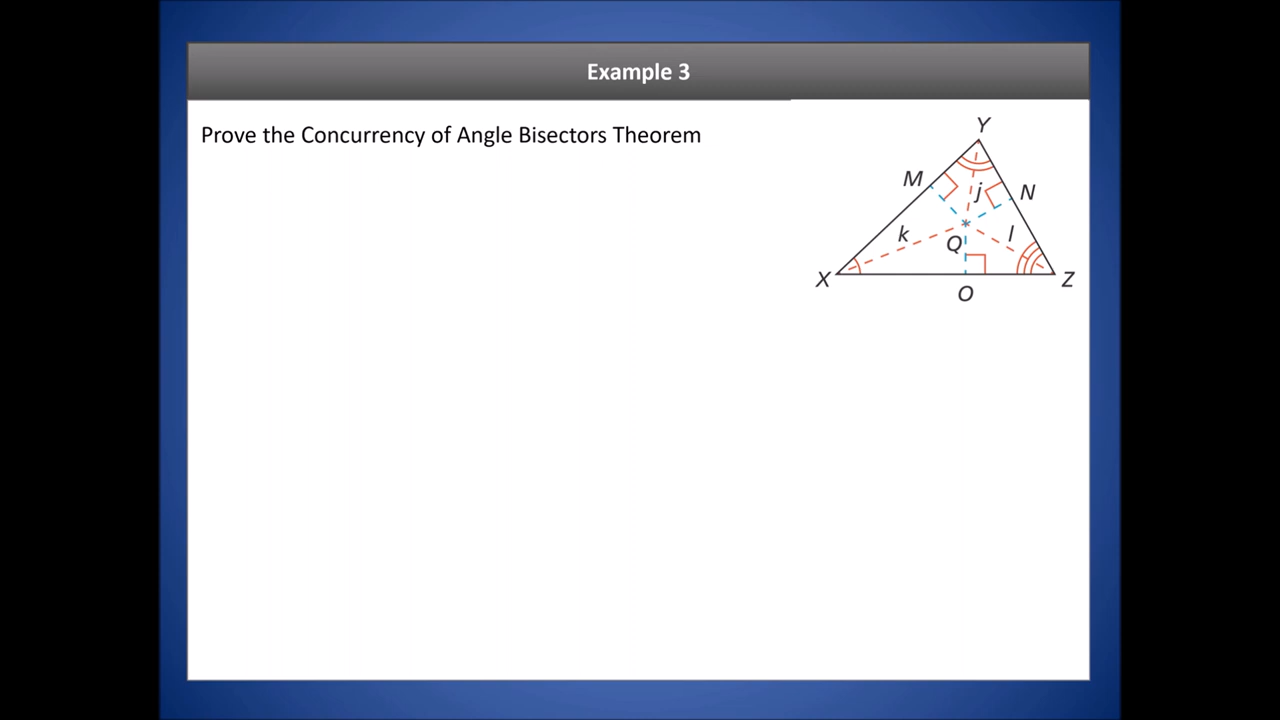 Example 3
Prove the Concurrency of Angle Bisectors Theorem
Y
M
j
N
k
Q
l
X
O
Z